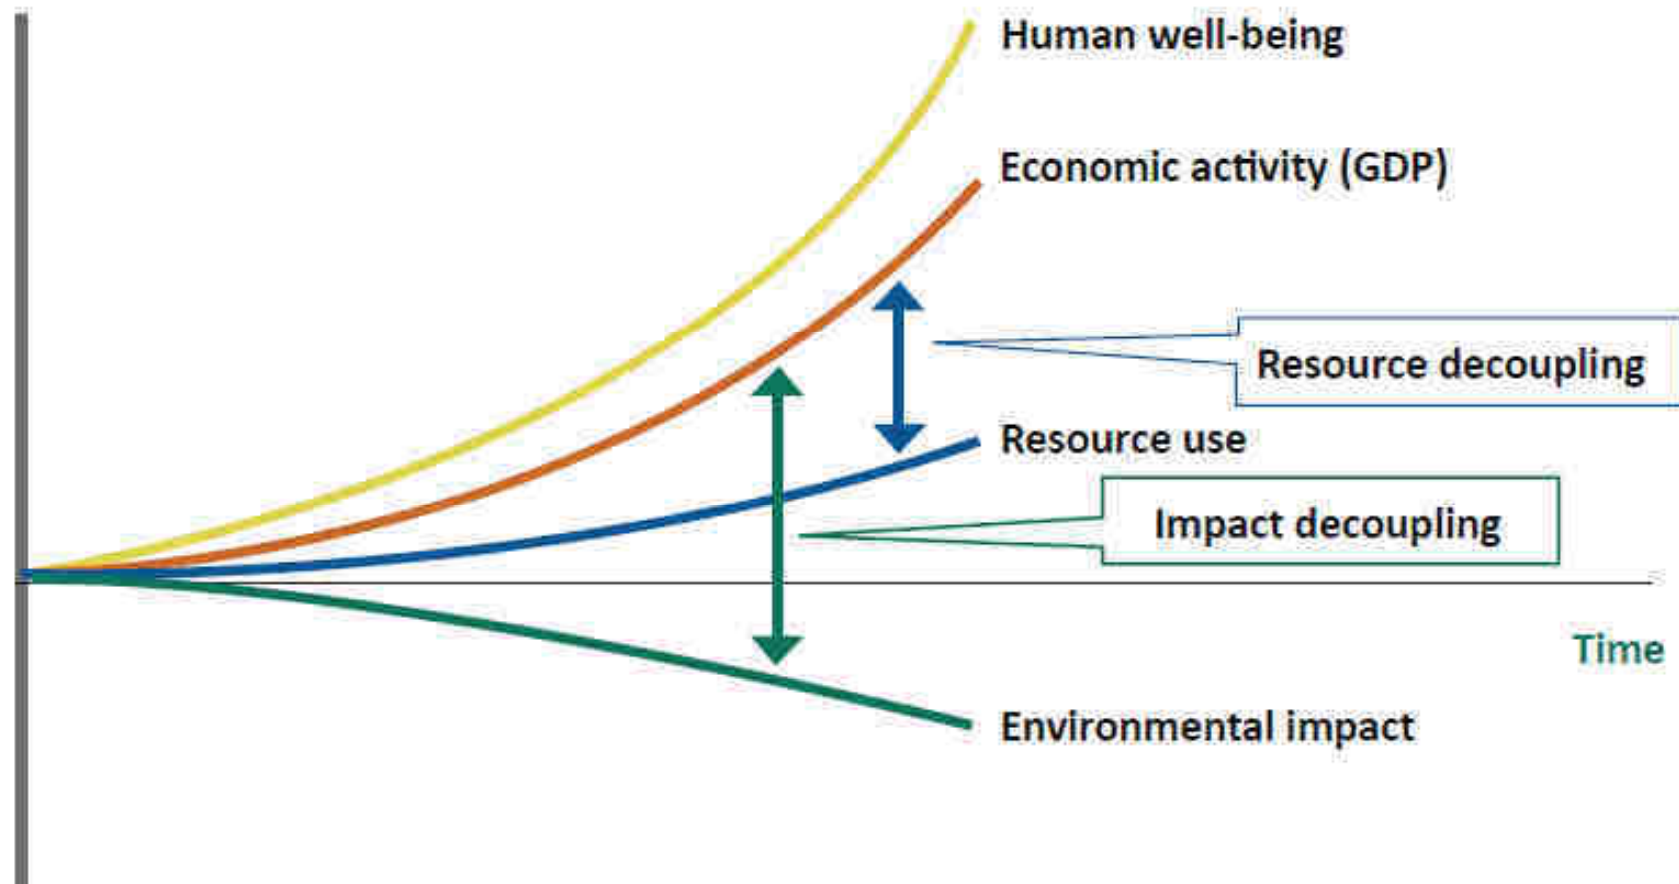 Human well-being
Economic activity (GDP)
Resource decoupling
Resource use
Impact decoupling
Time
Environmental impact